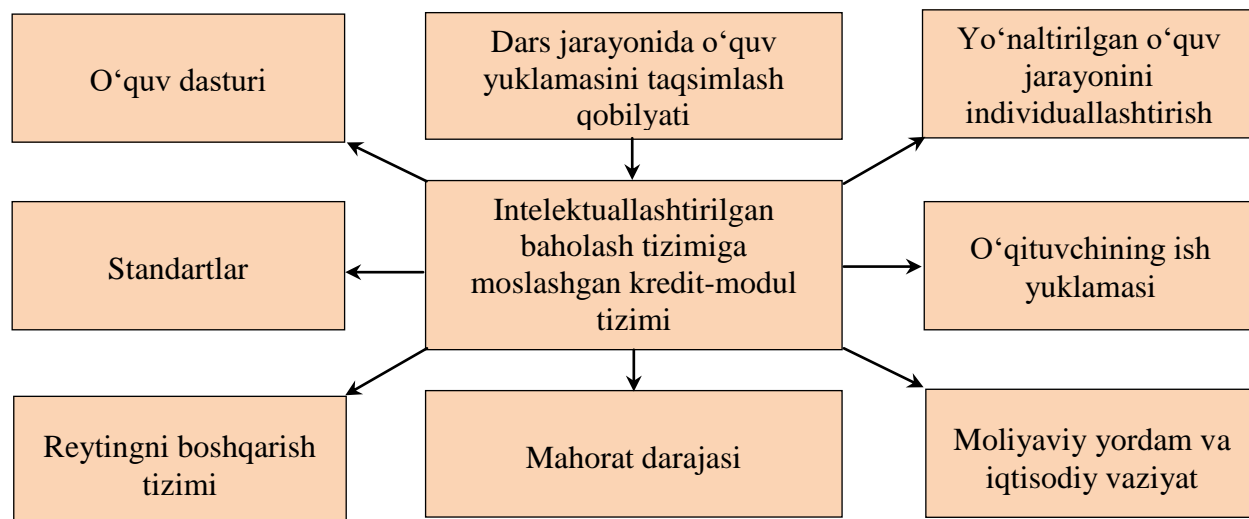 O‘quv dasturi
Dars jarayonida o‘quv
yuklamasini taqsimlash
qobilyati
Yo‘naltirilgan o‘quv
jarayonini
individuallashtirish
Standartlar
Intelektuallashtirilgan
baholash tizimiga
moslashgan kredit-modul
tizimi
O‘qituvchining ish
yuklamasi
Reytingni boshqarish
tizimi
Mahorat darajasi
Moliyaviy yordam va
iqtisodiy vaziyat